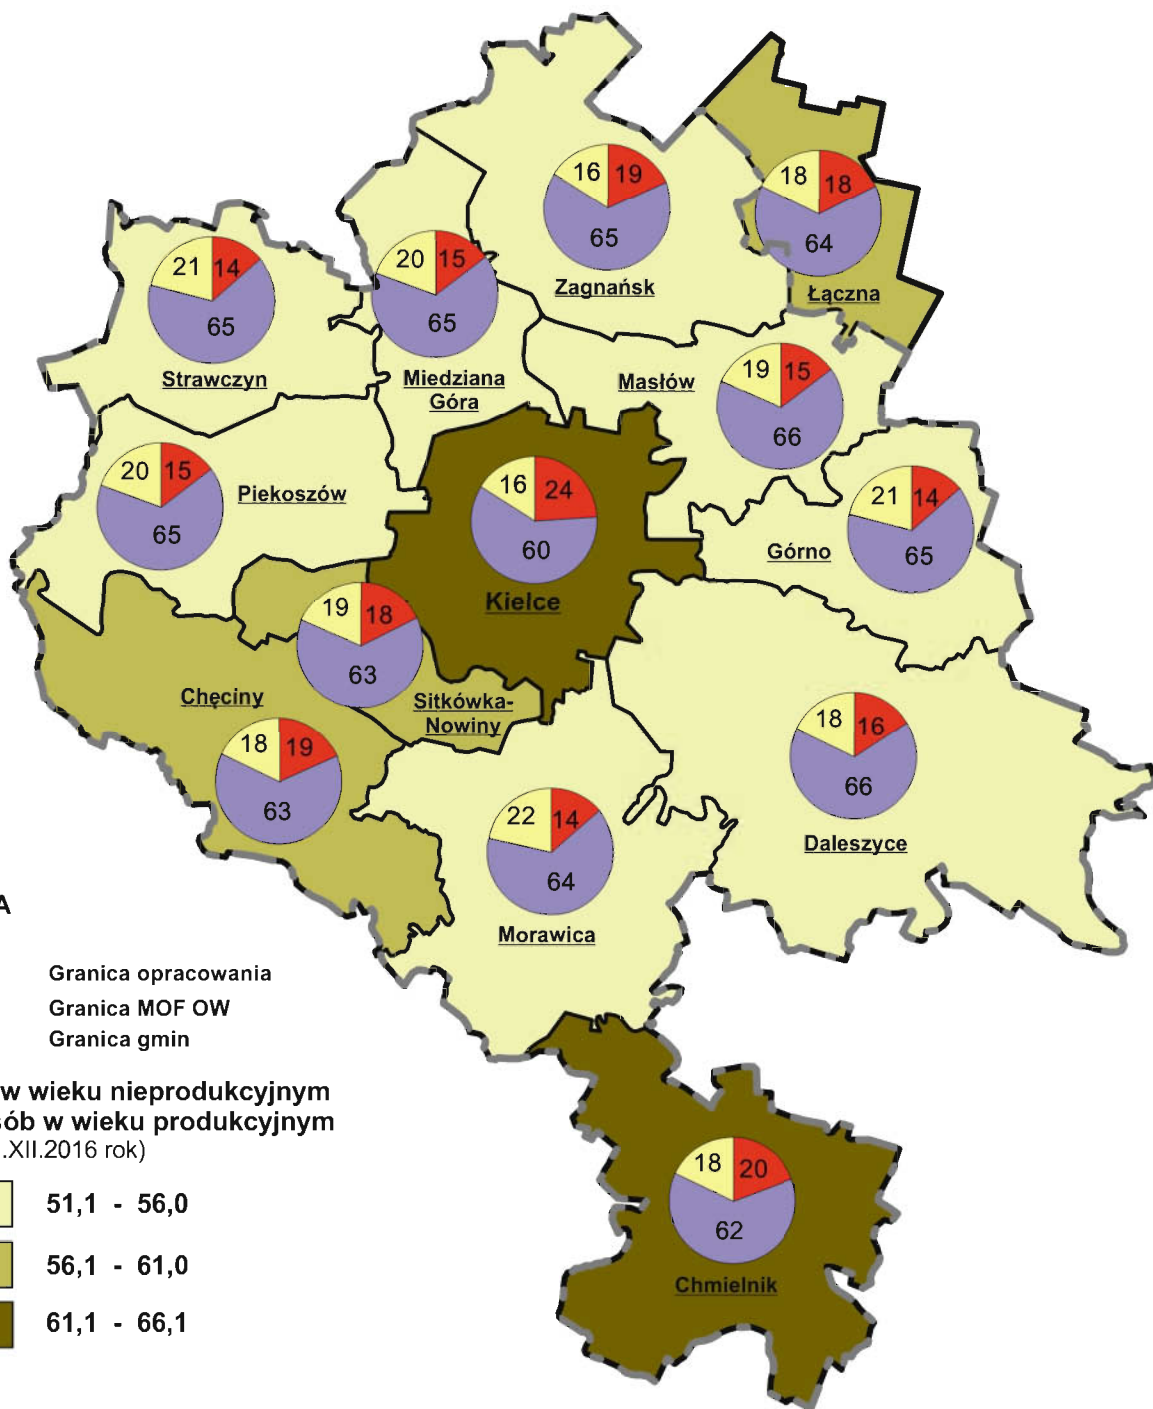 16
19
65
Zagnańsk
18
18
64
Łączna
21
14
65
Strawczyn
20
15
65
Miedziana
Góra
Masłów
19
15
66
20
15
65
Piekoszów
16
24
60
Kielce
21
14
65
Górno
19
18
63
Sitkówka-
Nowiny
Chęciny
18
19
63
18
16
66
Daleszyce
22
14
64
Morawica
A
Granica opracowania
Granica MOF OW
Granica gmin
w wieku nieprodukcyjnym
sób w wieku produkcyjnym
.XII.2016 rok)
51,1 - 56,0
56,1 - 61,0
61,1 - 66,1
18
20
62
Chmielnik